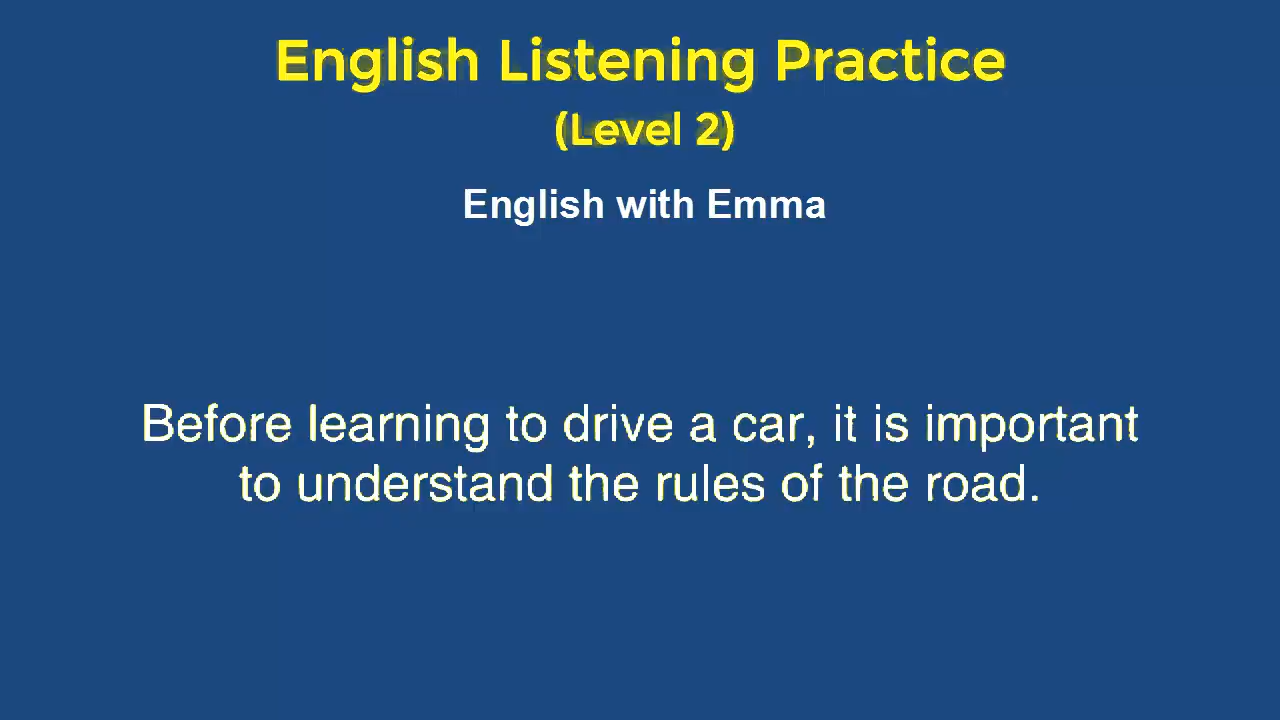 English Listening Practice
(Level 2)
English with Emma
Before learning to drive a car, it is important
to understand the rules of the road.